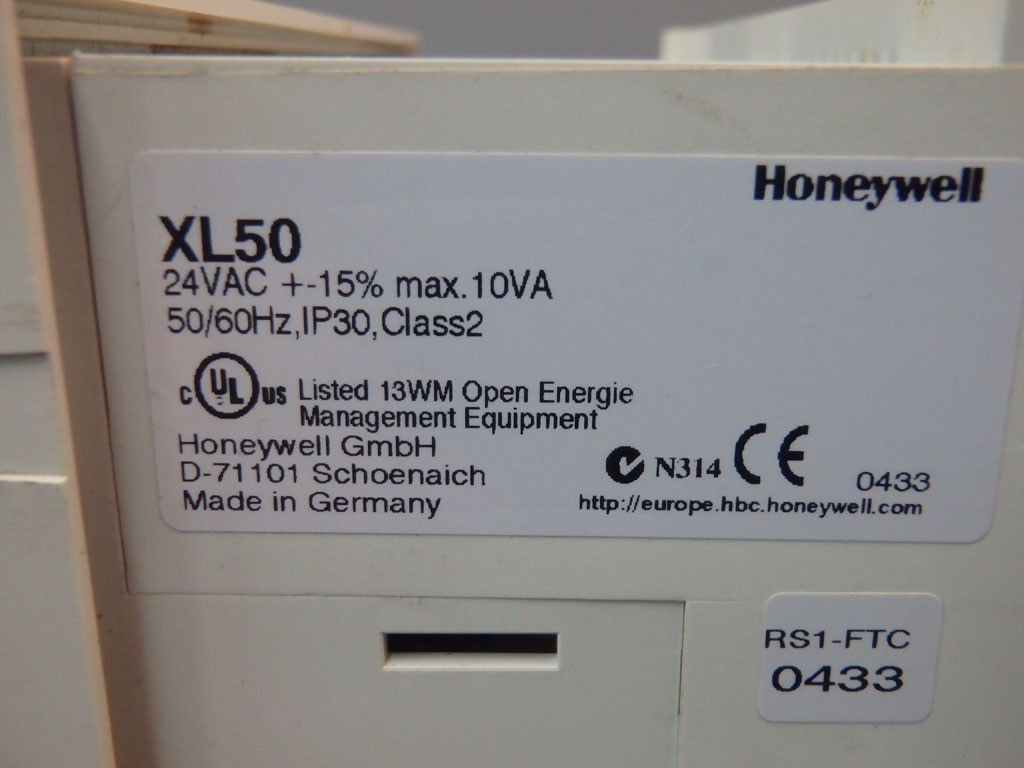 Honeywell
XL50
24VAC +-15% max.10VA
50/60Hz,IP30,Class2
c UL us Listed 13WM Open Energie
Management Equipment
Honeywell GmbH
D-71101 Schoenaich
Made in Germany
N314 CE 0433
http://europe.hbc.honeywell.com
RS1-FTC
0433